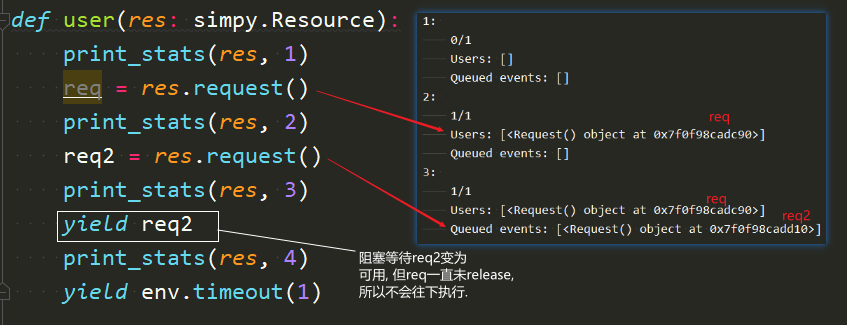 def user(res: simpy.Resource):
print_stats(res, 1)
req = res.request()
print_stats(res, 2)
req2 = res.request()
print_stats(res, 3)
yield req2
print_stats(res, 4)
yield env.timeout(1)
1:
0/1
Users: []
Queued events: []
2:
1/1
req
Users: [<Request() object at 0x7f0f98cadc90>]
Queued events: []
3:
1/1
req
Users: [<Request() object at 0x7f0f98cadc90>]
req2
Queued events: [<Request() object at 0x7f0f98cadd10>]
阻塞等待req2变为
可用, 但req一直未release,
所以不会往下执行.